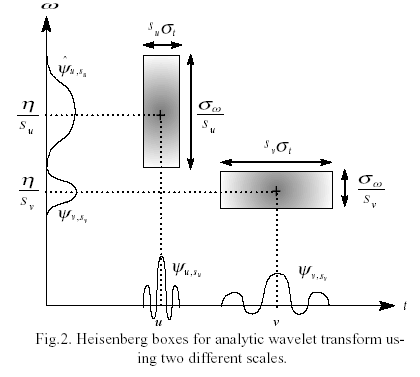 ω
s_u σ_t
ψ̂_{u,s_u}
η/s_u
σ_ω/s_u
s_v σ_t
η/s_v
σ_ω/s_v
ψ_{v,s_v}
ψ_{u,s_u}
ψ_{v,s_v}
u
v
t
Fig.2. Heisenberg boxes for analytic wavelet transform us-
ing two different scales.